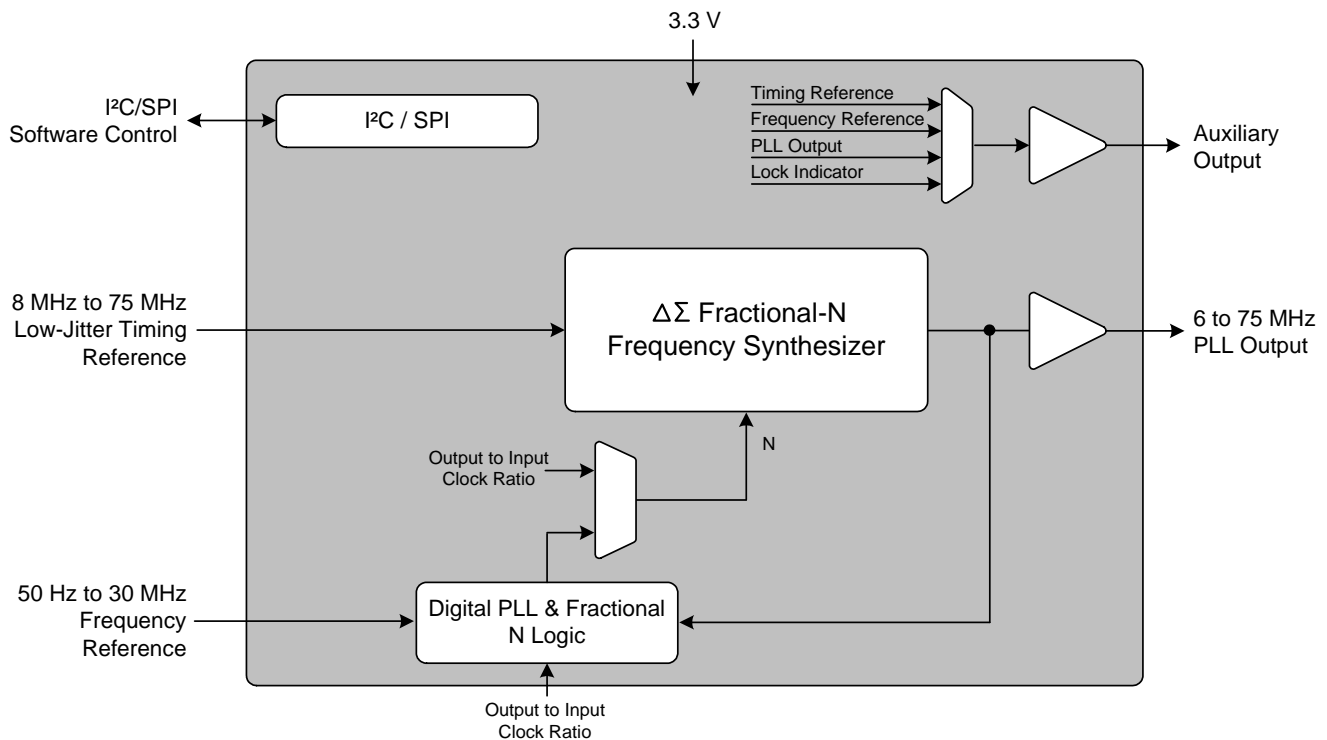 3.3 V
I²C/SPI
Software Control
I²C / SPI
Timing Reference
Frequency Reference
PLL Output
Lock Indicator
Auxiliary
Output
8 MHz to 75 MHz
Low-Jitter Timing
Reference
ΔΣ Fractional-N
Frequency Synthesizer
6 to 75 MHz
PLL Output
N
Output to Input
Clock Ratio
50 Hz to 30 MHz
Frequency
Reference
Digital PLL & Fractional
N Logic
Output to Input
Clock Ratio